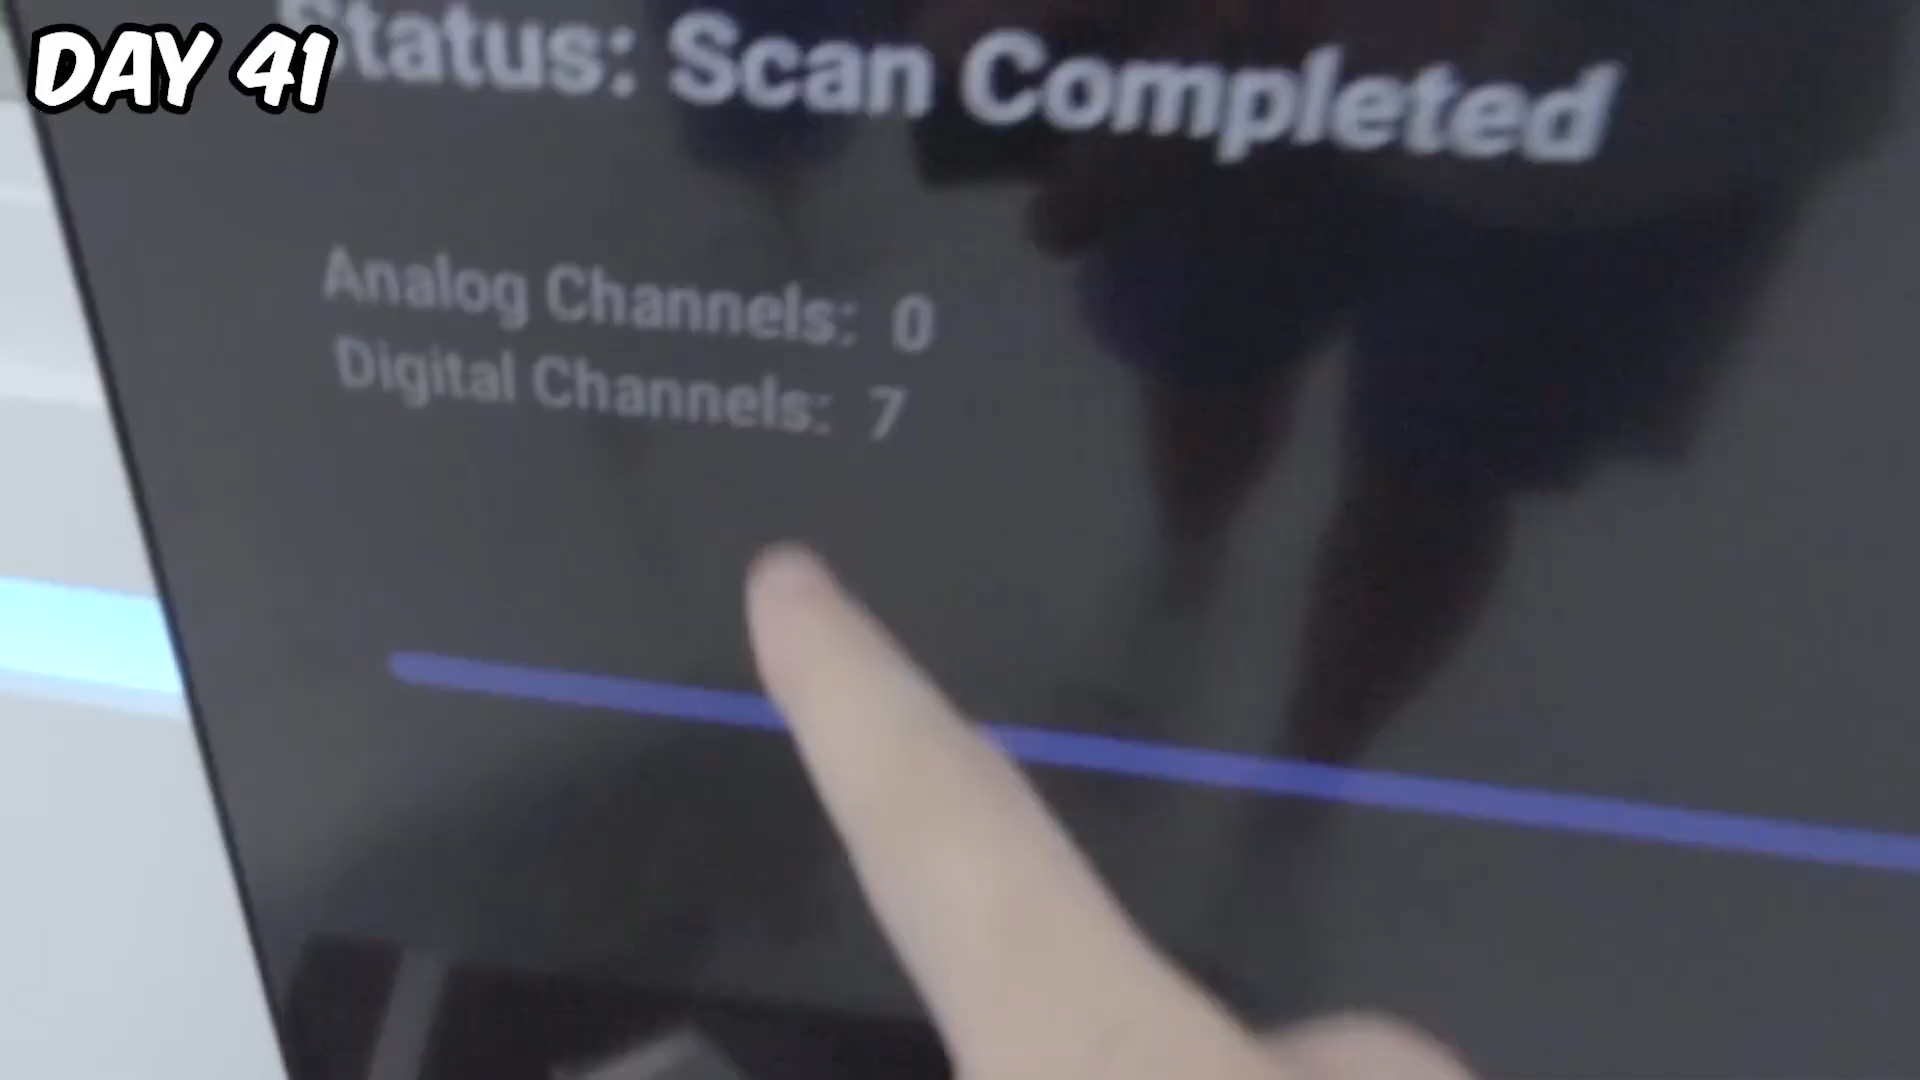 DAY 41
Status: Scan Completed
Analog Channels: 0
Digital Channels: 7